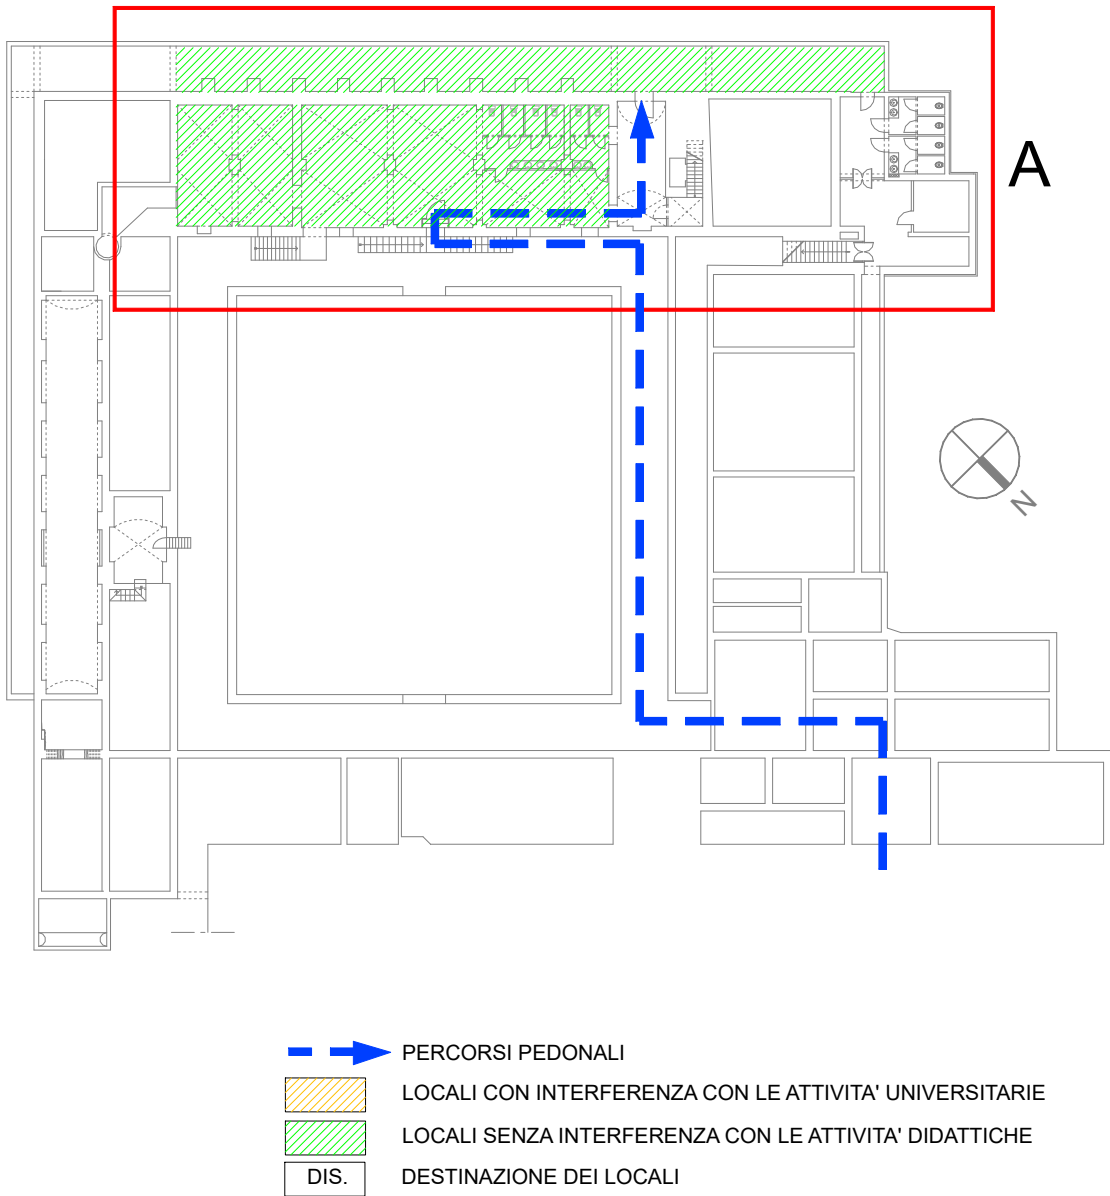 A
N
PERCORSI PEDONALI
LOCALI CON INTERFERENZA CON LE ATTIVITA' UNIVERSITARIE
LOCALI SENZA INTERFERENZA CON LE ATTIVITA' DIDATTICHE
DIS. DESTINAZIONE DEI LOCALI